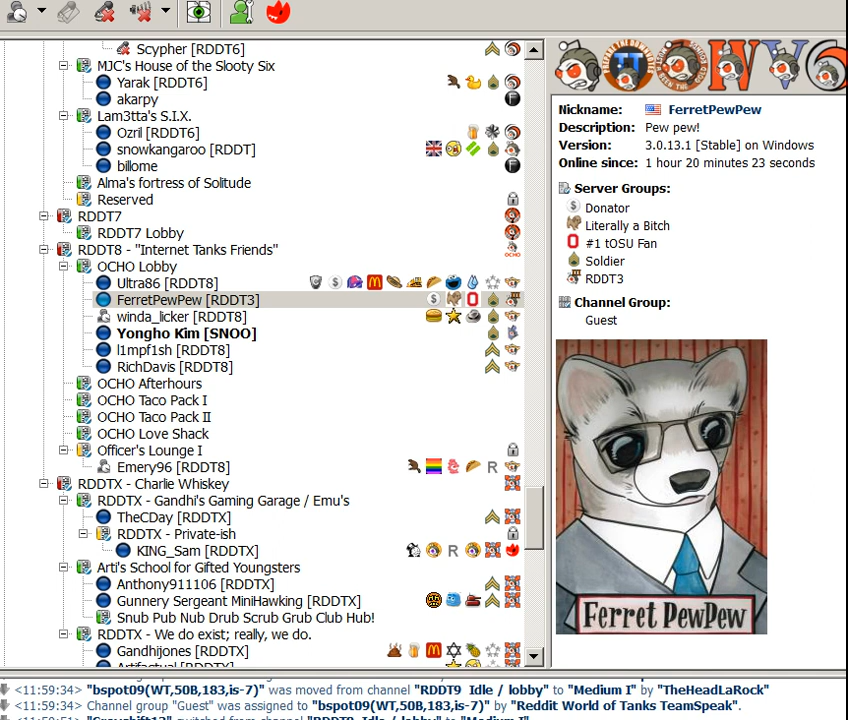 Scypher [RDDT6]
MJC's House of the Slooty Six
Yarak [RDDT6]
akarpy
Lam3tta's S.I.X.
Ozril [RDDT6]
snowkangaroo [RDDT]
billome
Alma's fortress of Solitude
Reserved
RDDT7
RDDT7 Lobby
RDDT8 - "Internet Tanks Friends"
OCHO
OCHO Lobby
Ultra86 [RDDT8]
FerretPewPew [RDDT3]
winda_licker [RDDT8]
Yongho Kim [SNOO]
l1mpf1sh [RDDT8]
RichDavis [RDDT8]
OCHO Afterhours
OCHO Taco Pack I
OCHO Taco Pack II
OCHO Love Shack
Officer's Lounge I
Emery96 [RDDT8] R
RDDTX - Charlie Whiskey
RDDTX - Gandhi's Gaming Garage / Emu's
TheCDay [RDDTX]
RDDTX - Private-ish
KING_Sam [RDDTX] R
Arti's School for Gifted Youngsters
Anthony911106 [RDDTX]
Gunnery Sergeant MiniHawking [RDDTX]
Snub Pub Nub Drub Scrub Grub Club Hub!
RDDTX - We do exist; really, we do.
Gandhijones [RDDTX]
Artifactual [RDDTX]
Nickname: FerretPewPew
Description: Pew pew!
Version: 3.0.13.1 [Stable] on Windows
Online since: 1 hour 20 minutes 23 seconds
Server Groups:
Donator
Literally a Bitch
#1 tOSU Fan
Soldier
RDDT3
Channel Group:
Guest
Ferret PewPew
<11:59:34> "bspot09(WT,50B,183,is-7)" was moved from channel "RDDT9 Idle / lobby" to "Medium I" by "TheHeadLaRock"
<11:59:34> Channel group "Guest" was assigned to "bspot09(WT,50B,183,is-7)" by "Reddit World of Tanks TeamSpeak".